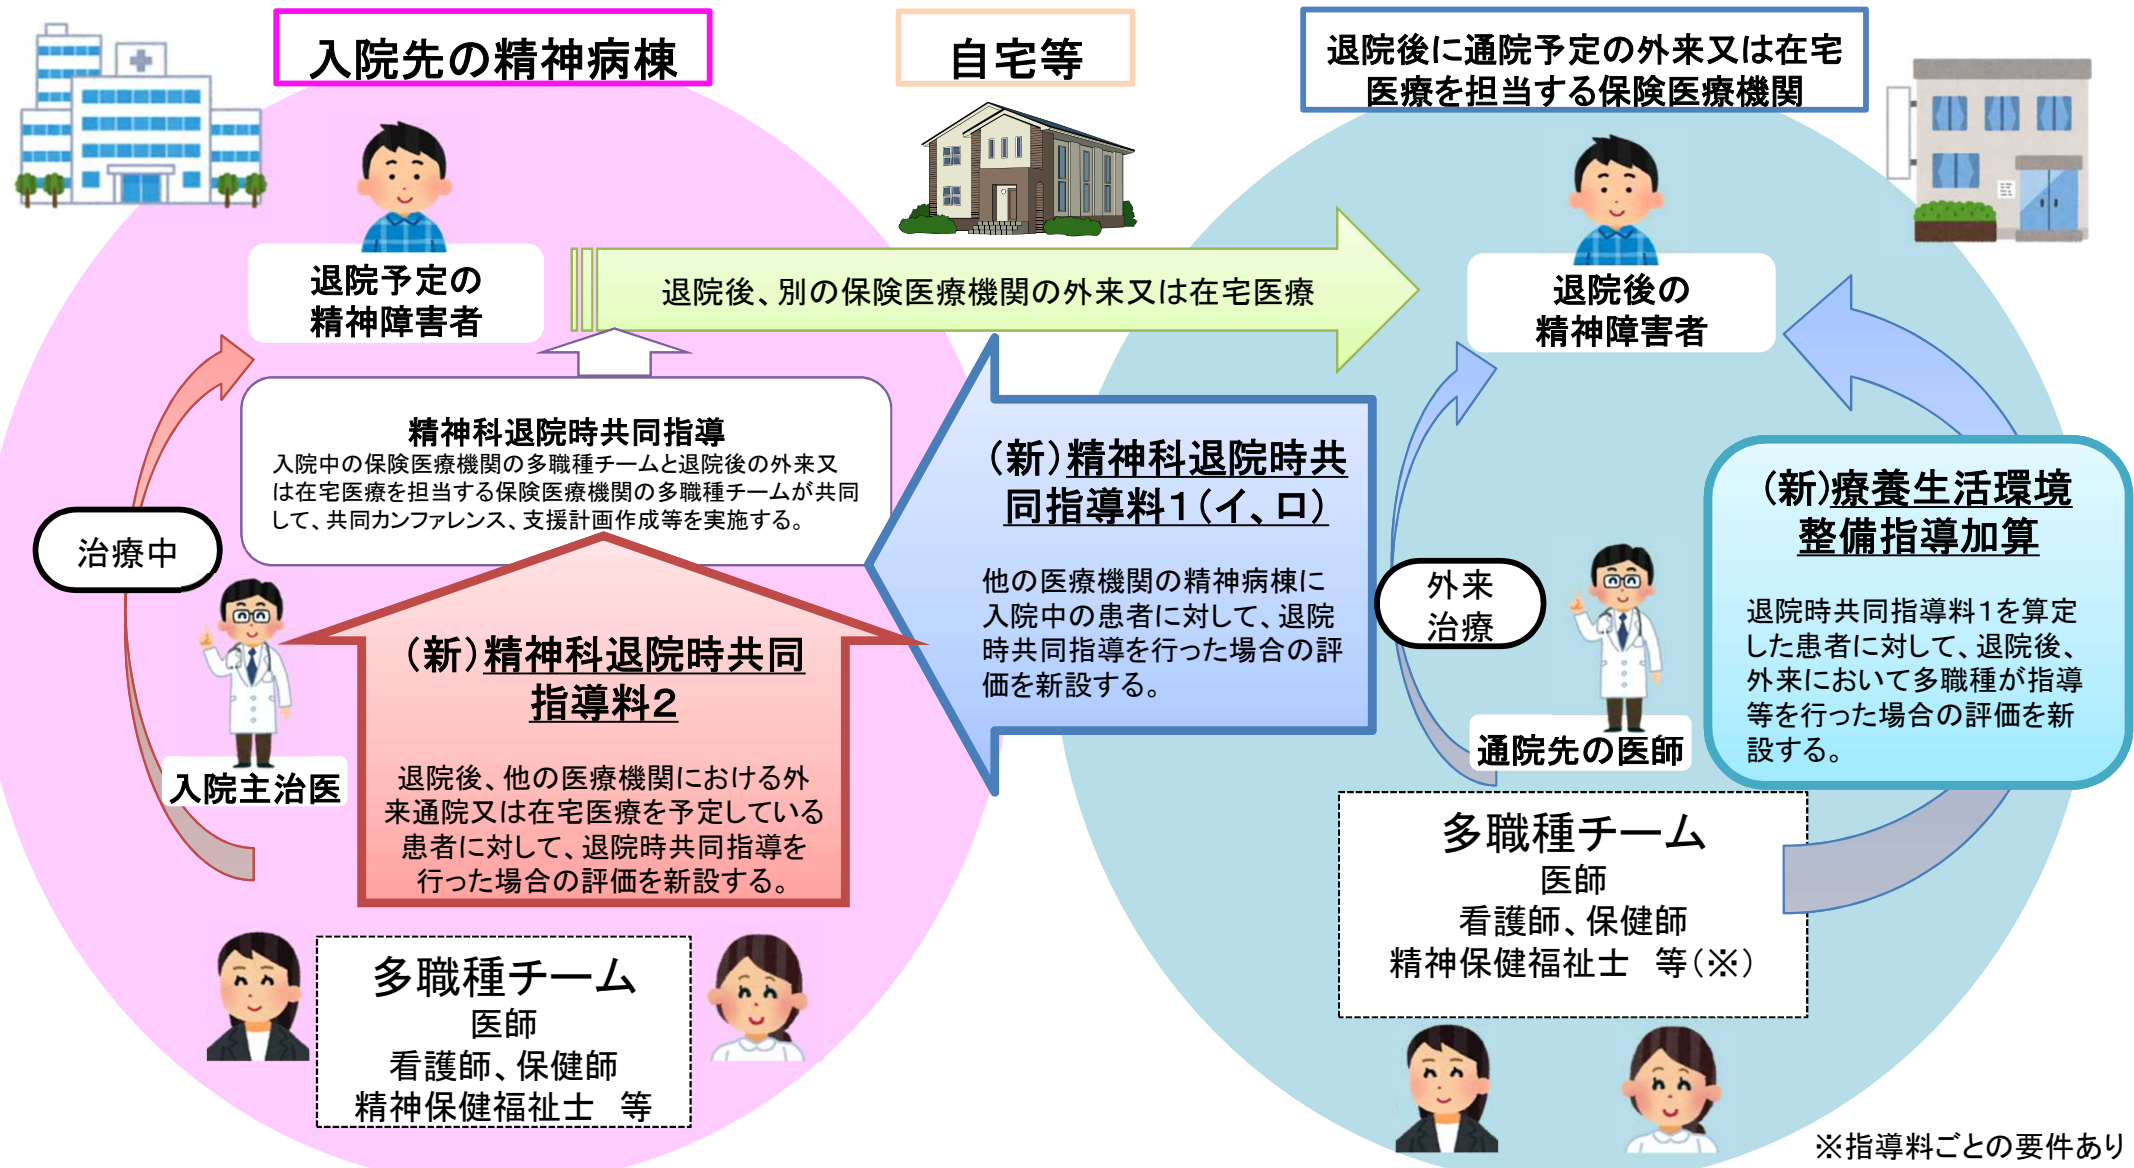 入院先の精神病棟
自宅等
退院後に通院予定の外来又は在宅
医療を担当する保険医療機関
退院予定の
精神障害者
退院後、別の保険医療機関の外来又は在宅医療
退院後の
精神障害者
精神科退院時共同指導
入院中の保険医療機関の多職種チームと退院後の外来又
は在宅医療を担当する保険医療機関の多職種チームが共同
して、共同カンファレンス、支援計画作成等を実施する。
治療中
入院主治医
（新）精神科退院時共同
指導料２
退院後、他の医療機関における外
来通院又は在宅医療を予定している
患者に対して、退院時共同指導を
行った場合の評価を新設する。
（新）精神科退院時共
同指導料１（イ、ロ）
他の医療機関の精神病棟に
入院中の患者に対して、退院
時共同指導を行った場合の評
価を新設する。
外来
治療
通院先の医師
（新）療養生活環境
整備指導加算
退院時共同指導料１を算定
した患者に対して、退院後、
外来において多職種が指導
等を行った場合の評価を新
設する。
多職種チーム
医師
看護師、保健師
精神保健福祉士　等
多職種チーム
医師
看護師、保健師
精神保健福祉士　等（※）
※指導料ごとの要件あり